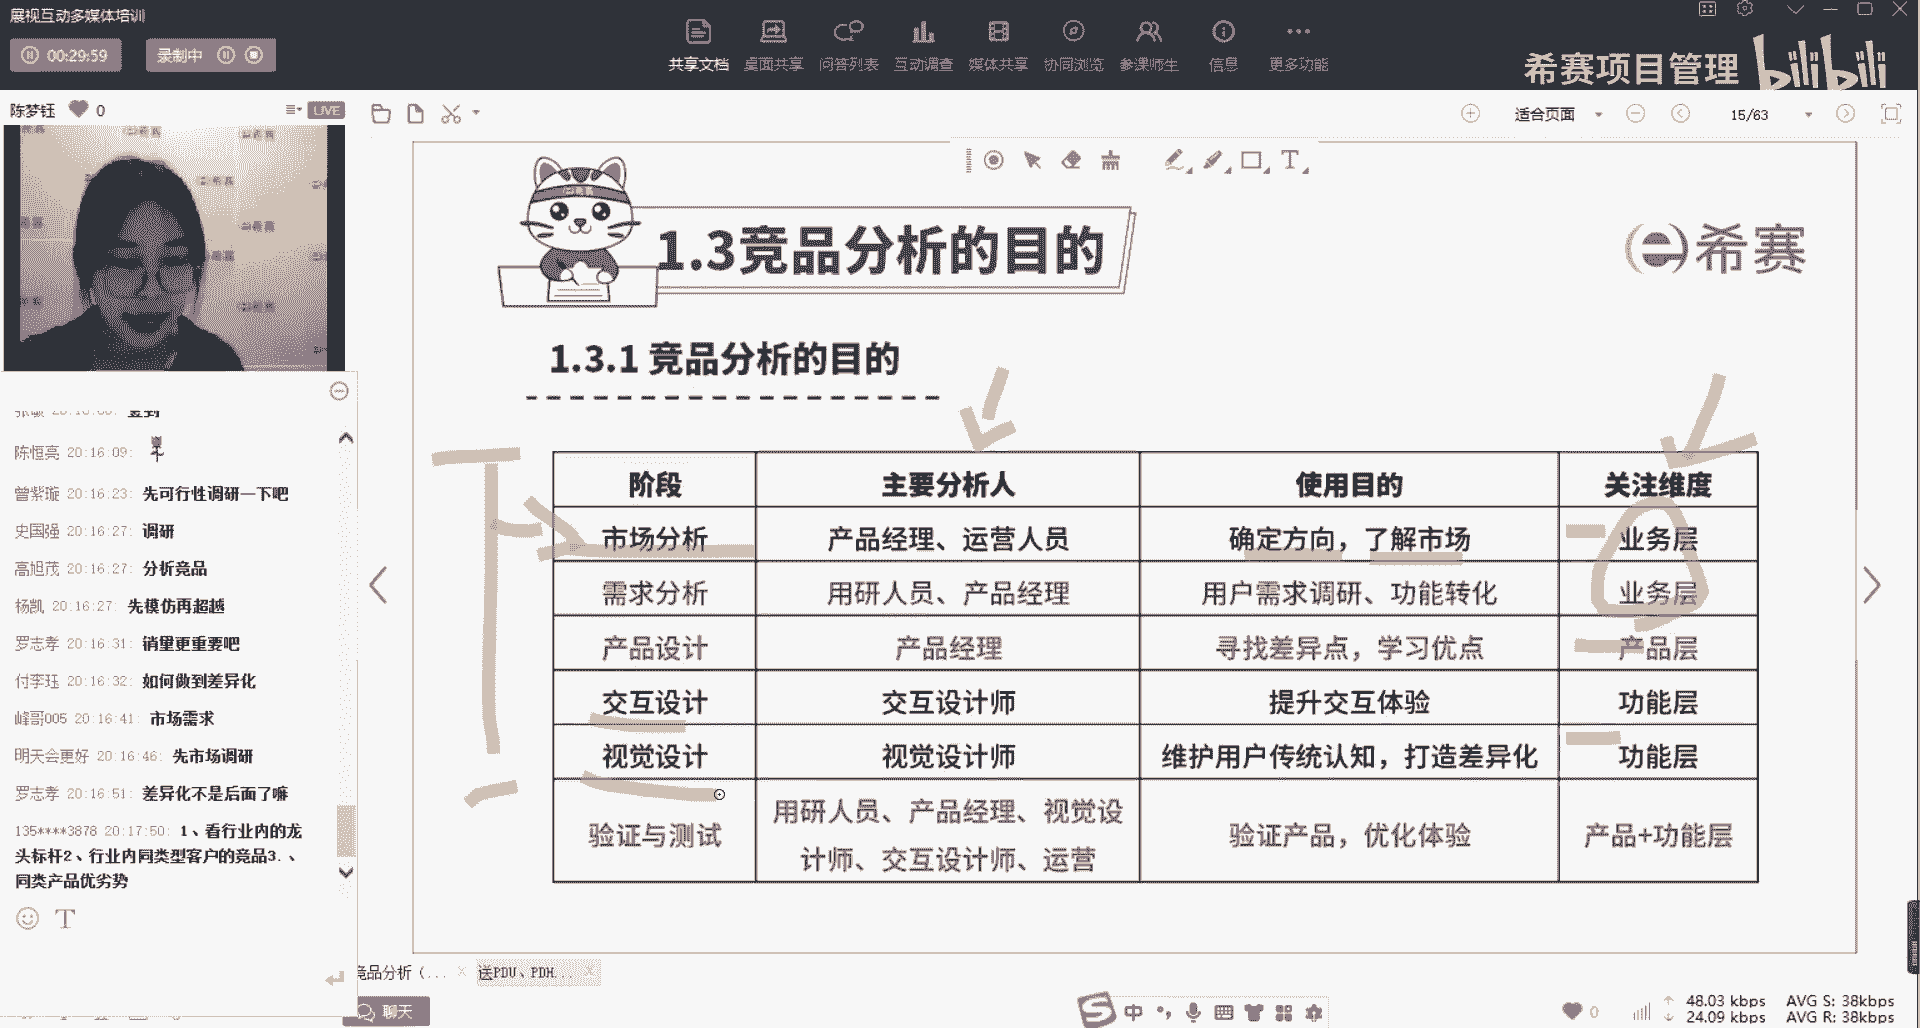 展视互动多媒体培训
00:29:59
录制中
共享文档 桌面共享 问答列表 互动调查 媒体共享 协同浏览 参课师生 信息 更多功能
希赛项目管理 bilibili
陈梦钰 0
LIVE
适合页面
15/63
1.3竞品分析的目的
希赛
1.3.1 竞品分析的目的
阶段 主要分析人 使用目的 关注维度
市场分析 产品经理、运营人员 确定方向，了解市场 业务层
需求分析 用研人员、产品经理 用户需求调研、功能转化 业务层
产品设计 产品经理 寻找差异点，学习优点 产品层
交互设计 交互设计师 提升交互体验 功能层
视觉设计 视觉设计师 维护用户传统认知，打造差异化 功能层
验证与测试 用研人员、产品经理、视觉设
计师、交互设计师、运营 验证产品，优化体验 产品+功能层
陈恒亮 20:16:09:
曾紫璇 20:16:23: 先可行性调研一下吧
史国强 20:16:27: 调研
高旭茂 20:16:27: 分析竞品
杨凯 20:16:27: 先模仿再超越
罗志孝 20:16:31: 销量更重要吧
付李珏 20:16:32: 如何做到差异化
峰哥005 20:16:41: 市场需求
明天会更好 20:16:46: 先市场调研
罗志孝 20:16:51: 差异化不是后面了嘛
135****3878 20:17:50: 1、看行业内的龙
头标杆2、行业内同类型客户的竞品3.、
同类产品优劣势
竞品分析（... 送PDU、PDH...
聊天
中
0
48.03 kbps AVG S: 38kbps
24.09 kbps AVG R: 38kbps